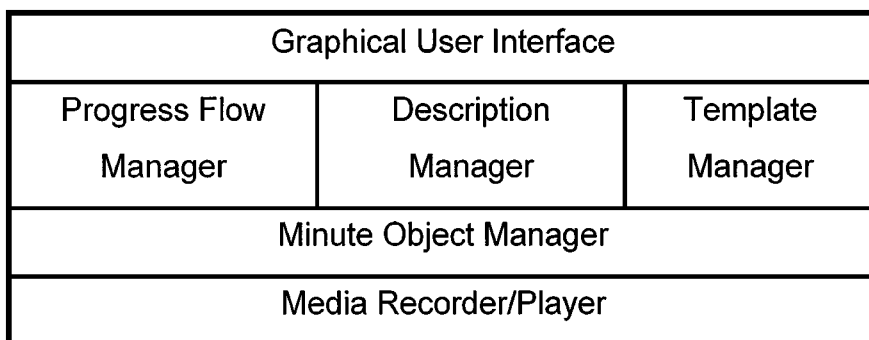 Graphical User Interface
Progress Flow
Manager
Description
Manager
Template
Manager
Minute Object Manager
Media Recorder/Player